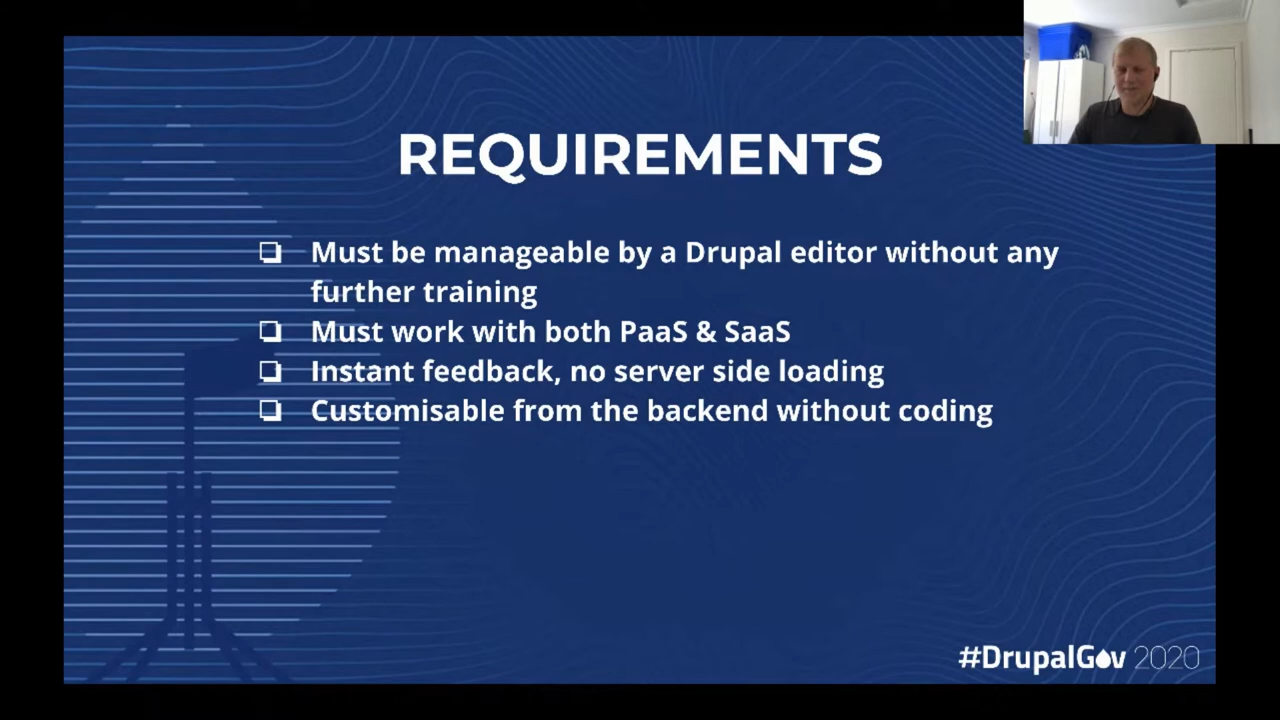 REQUIREMENTS
❏ Must be manageable by a Drupal editor without any
further training
❏ Must work with both PaaS & SaaS
❏ Instant feedback, no server side loading
❏ Customisable from the backend without coding
#DrupalGov 2020